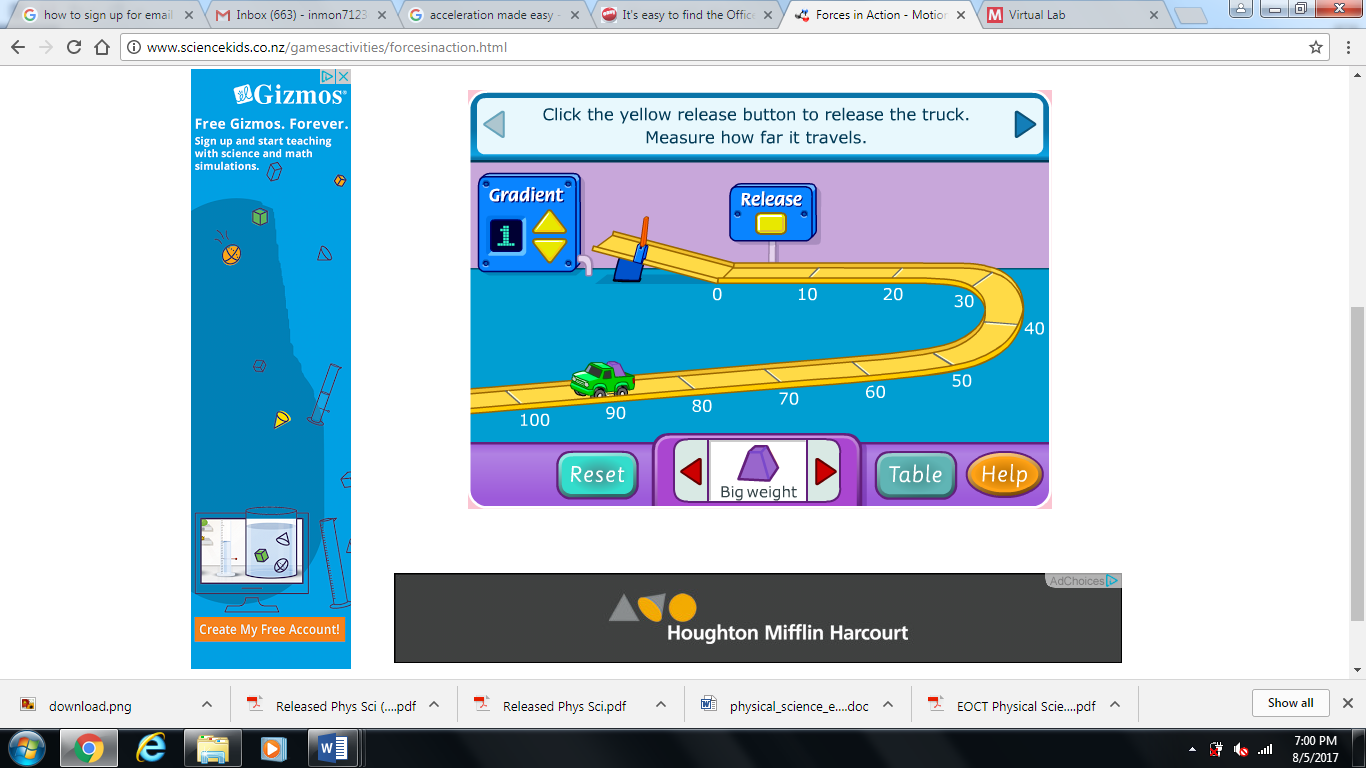 how to sign up for email
Inbox (663) - inmon7123
acceleration made easy -
It's easy to find the Office
Forces in Action - Motion
Virtual Lab
www.sciencekids.co.nz/gamesactivities/forcesinaction.html
Gizmos
Free Gizmos. Forever.
Sign up and start teaching
with science and math
simulations.
Create My Free Account!
Click the yellow release button to release the truck.
Measure how far it travels.
Gradient
1
Release
0
10
20
30
40
50
60
70
80
90
100
Reset
Big weight
Table
Help
AdChoices
Houghton Mifflin Harcourt
download.png
Released Phys Sci (....pdf
Released Phys Sci.pdf
physical_science_e....doc
EOCT Physical Scie....pdf
Show all
7:00 PM
8/5/2017